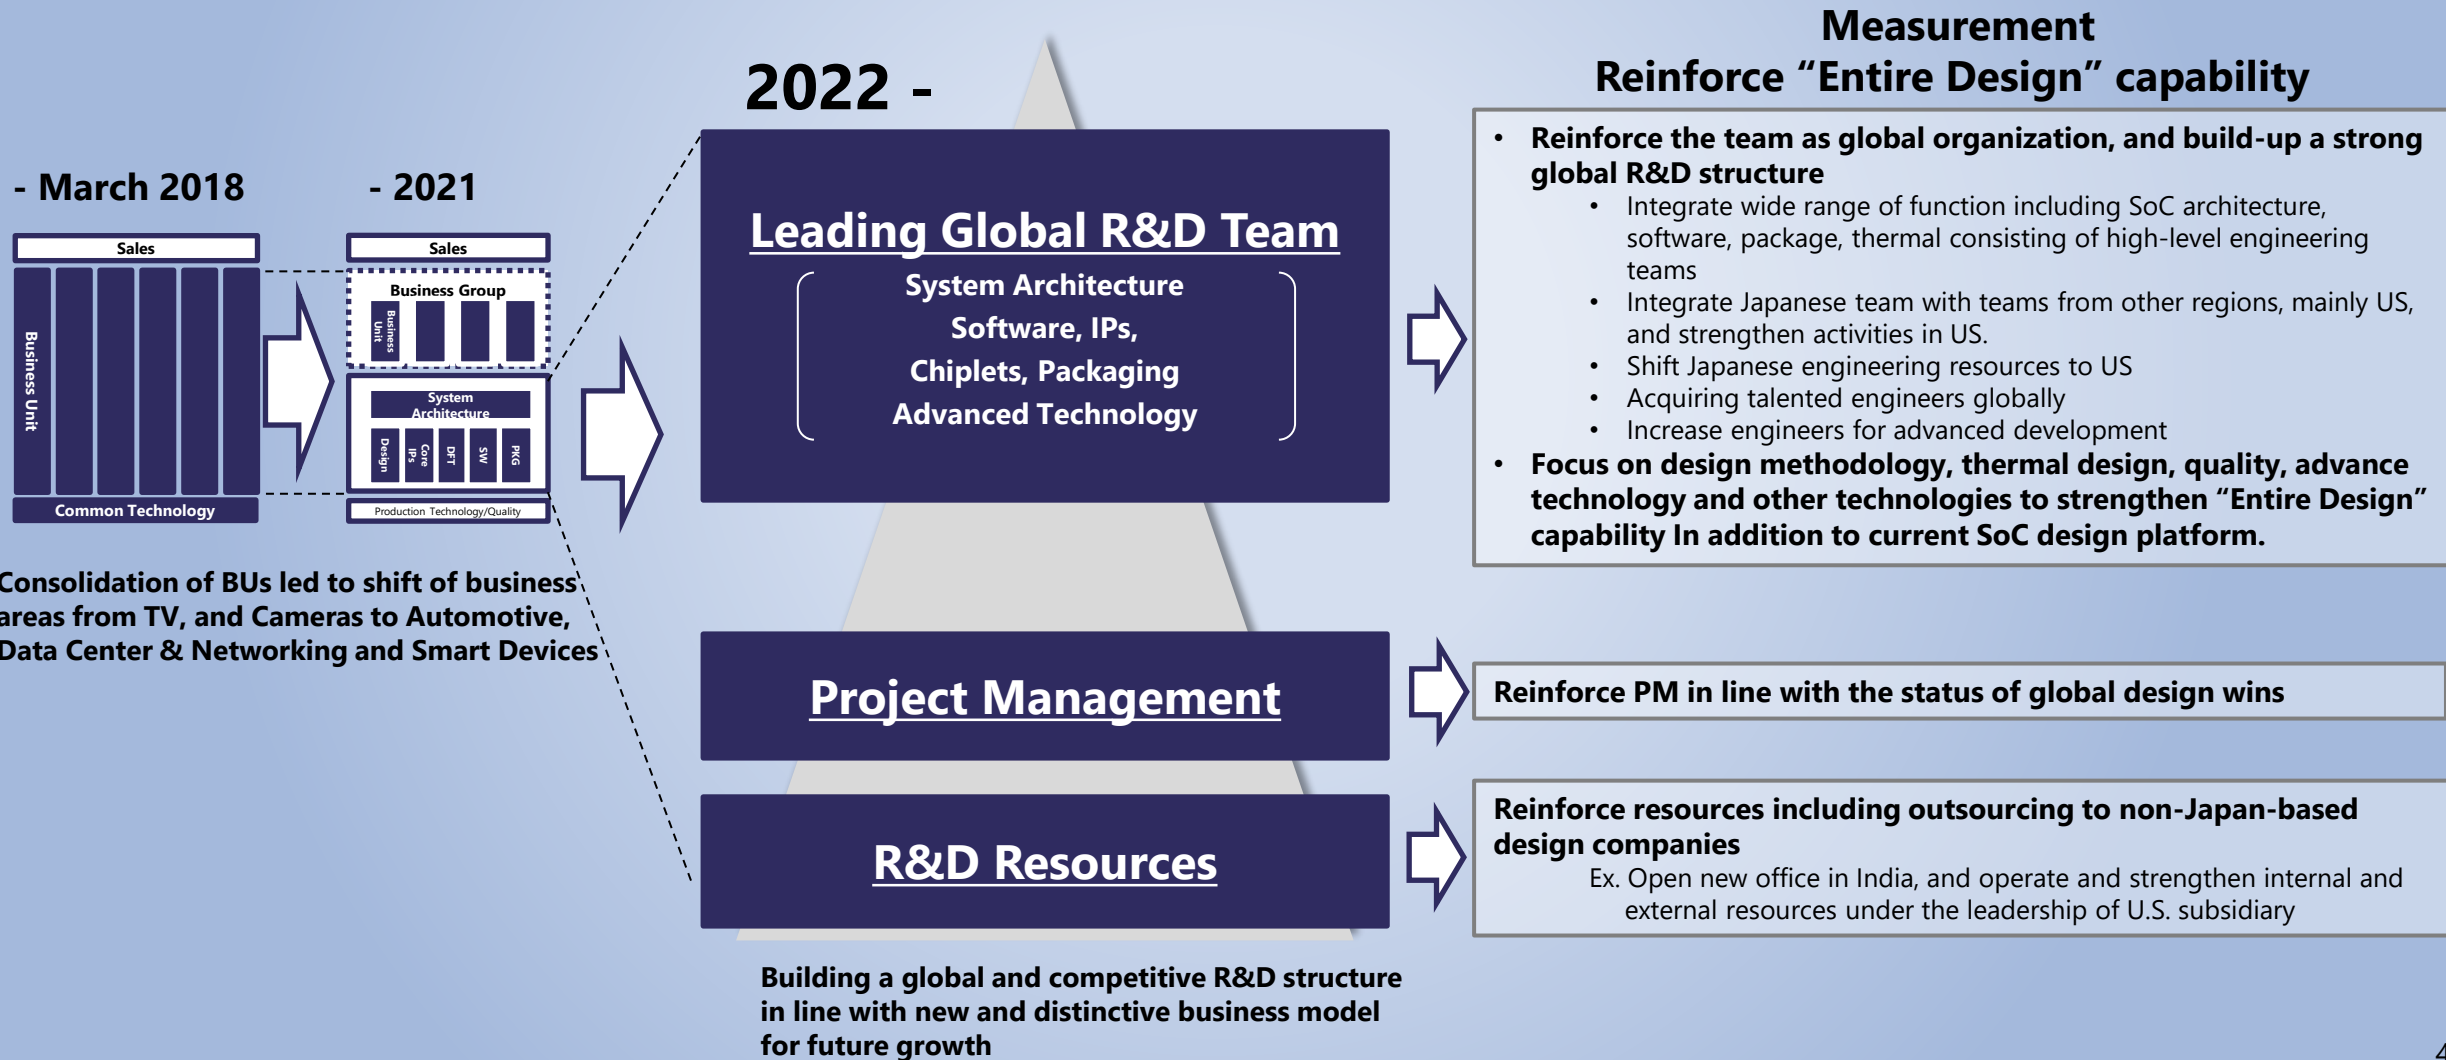 - March 2018
Sales
Business Unit
Common Technology
- 2021
Sales
Business Group
Business
Unit
System
Architecture
Design
Core
IPs
DFT
SW
PKG
Production Technology/Quality
Consolidation of BUs led to shift of business
areas from TV, and Cameras to Automotive,
Data Center & Networking and Smart Devices
2022 -
Leading Global R&D Team
System Architecture
Software, IPs,
Chiplets, Packaging
Advanced Technology
Project Management
R&D Resources
Building a global and competitive R&D structure
in line with new and distinctive business model
for future growth
Measurement
Reinforce “Entire Design” capability
• Reinforce the team as global organization, and build-up a strong
global R&D structure
• Integrate wide range of function including SoC architecture,
software, package, thermal consisting of high-level engineering
teams
• Integrate Japanese team with teams from other regions, mainly US,
and strengthen activities in US.
• Shift Japanese engineering resources to US
• Acquiring talented engineers globally
• Increase engineers for advanced development
• Focus on design methodology, thermal design, quality, advance
technology and other technologies to strengthen “Entire Design”
capability In addition to current SoC design platform.
Reinforce PM in line with the status of global design wins
Reinforce resources including outsourcing to non-Japan-based
design companies
Ex. Open new office in India, and operate and strengthen internal and
external resources under the leadership of U.S. subsidiary